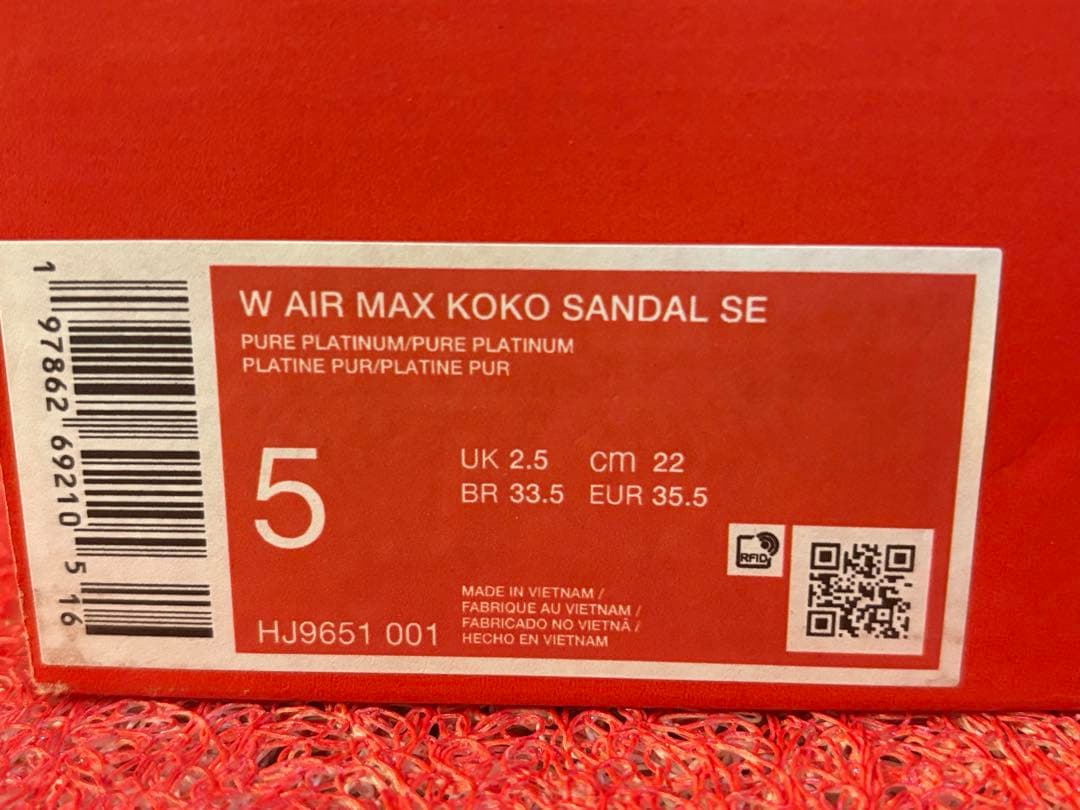 W AIR MAX KOKO SANDAL SE
PURE PLATINUM/PURE PLATINUM
PLATINE PUR/PLATINE PUR
5
UK 2.5 cm 22
BR 33.5 EUR 35.5
RFID
MADE IN VIETNAM /
FABRIQUE AU VIETNAM /
FABRICADO NO VIETNÃ /
HECHO EN VIETNAM
HJ9651 001
1 97862 69210 5 16